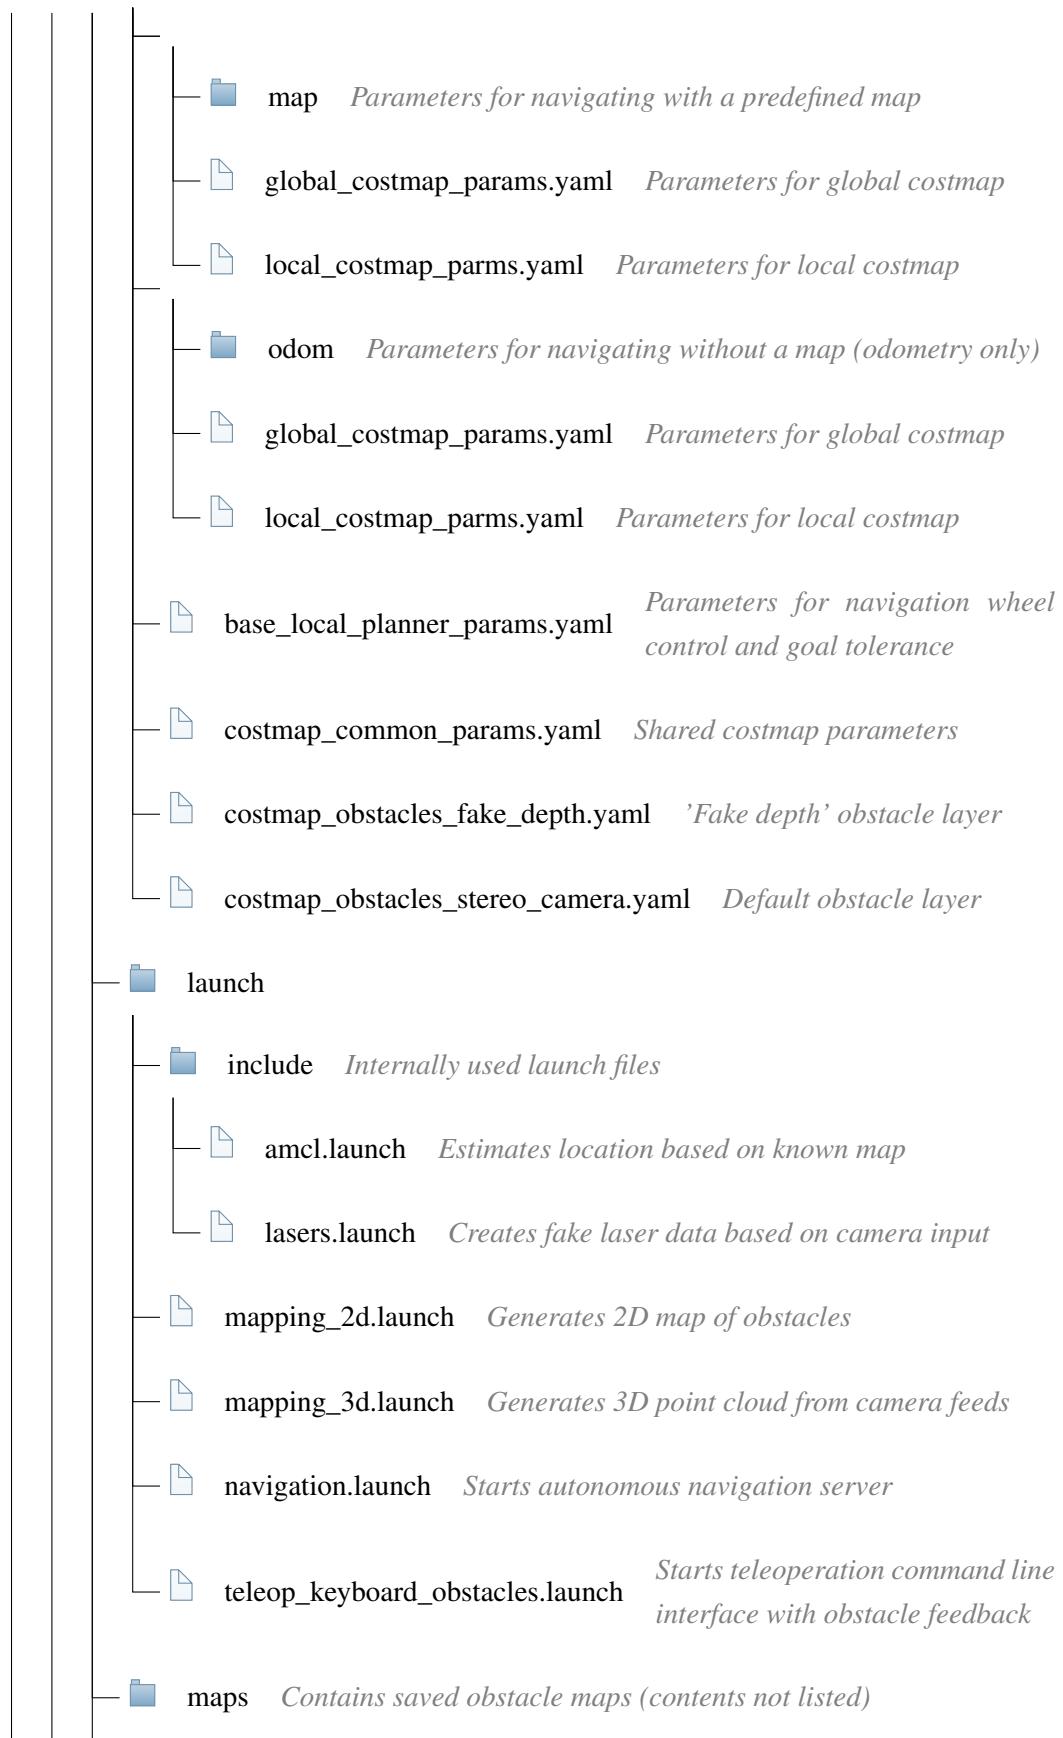 map Parameters for navigating with a predefined map
global_costmap_params.yaml Parameters for global costmap
local_costmap_parms.yaml Parameters for local costmap
odom Parameters for navigating without a map (odometry only)
global_costmap_params.yaml Parameters for global costmap
local_costmap_parms.yaml Parameters for local costmap
base_local_planner_params.yaml Parameters for navigation wheel
control and goal tolerance
costmap_common_params.yaml Shared costmap parameters
costmap_obstacles_fake_depth.yaml 'Fake depth' obstacle layer
costmap_obstacles_stereo_camera.yaml Default obstacle layer
launch
include Internally used launch files
amcl.launch Estimates location based on known map
lasers.launch Creates fake laser data based on camera input
mapping_2d.launch Generates 2D map of obstacles
mapping_3d.launch Generates 3D point cloud from camera feeds
navigation.launch Starts autonomous navigation server
teleop_keyboard_obstacles.launch Starts teleoperation command line
interface with obstacle feedback
maps Contains saved obstacle maps (contents not listed)